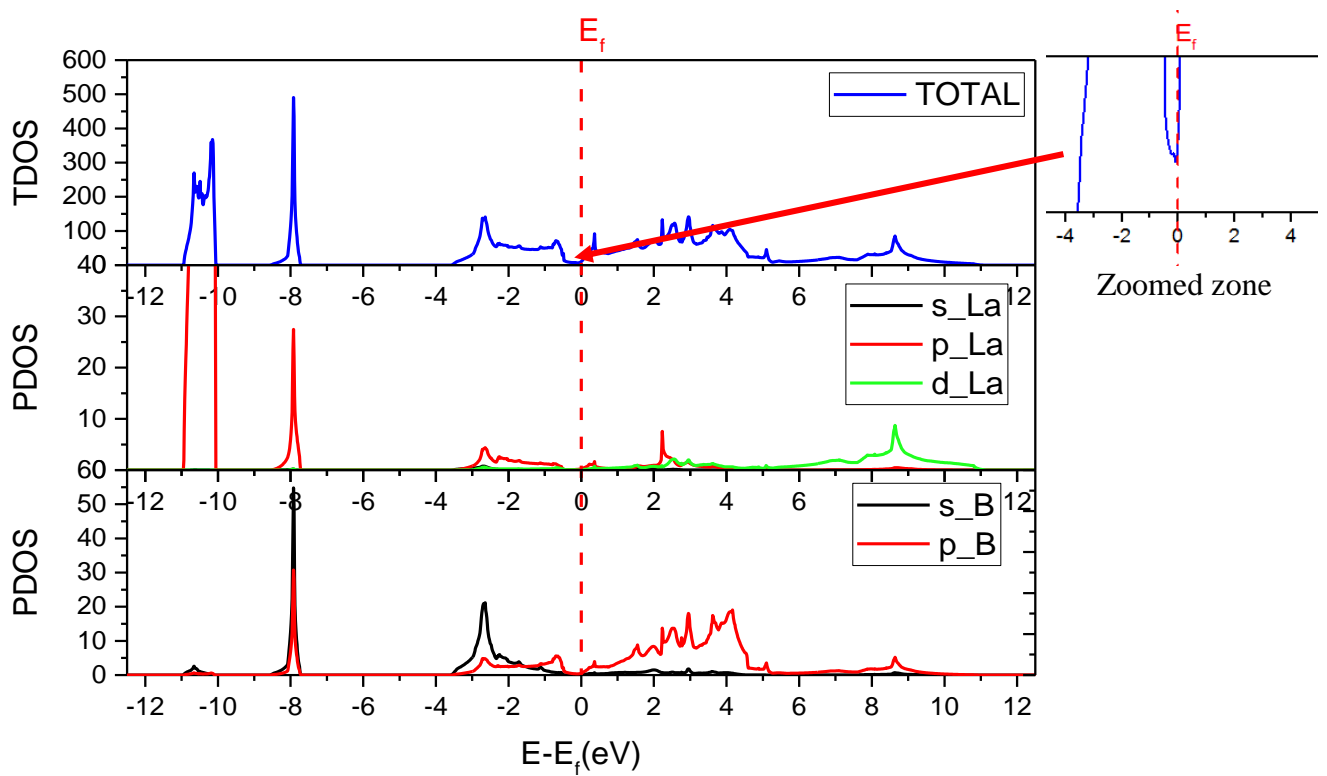 E_f
E_f
600
TOTAL
500
400
TDOS
300
200
100
-4 -2 0 2 4
40
-12 -10 -8 -6 -4 -2 0 2 4 6 8 10 12
Zoomed zone
s_La
30
p_La
PDOS
20
d_La
10
60
-12 -10 -8 -6 -4 -2 0 2 4 6 8 10 12
50
s_B
40
p_B
PDOS
30
20
10
0
-12 -10 -8 -6 -4 -2 0 2 4 6 8 10 12
E-E_f(eV)